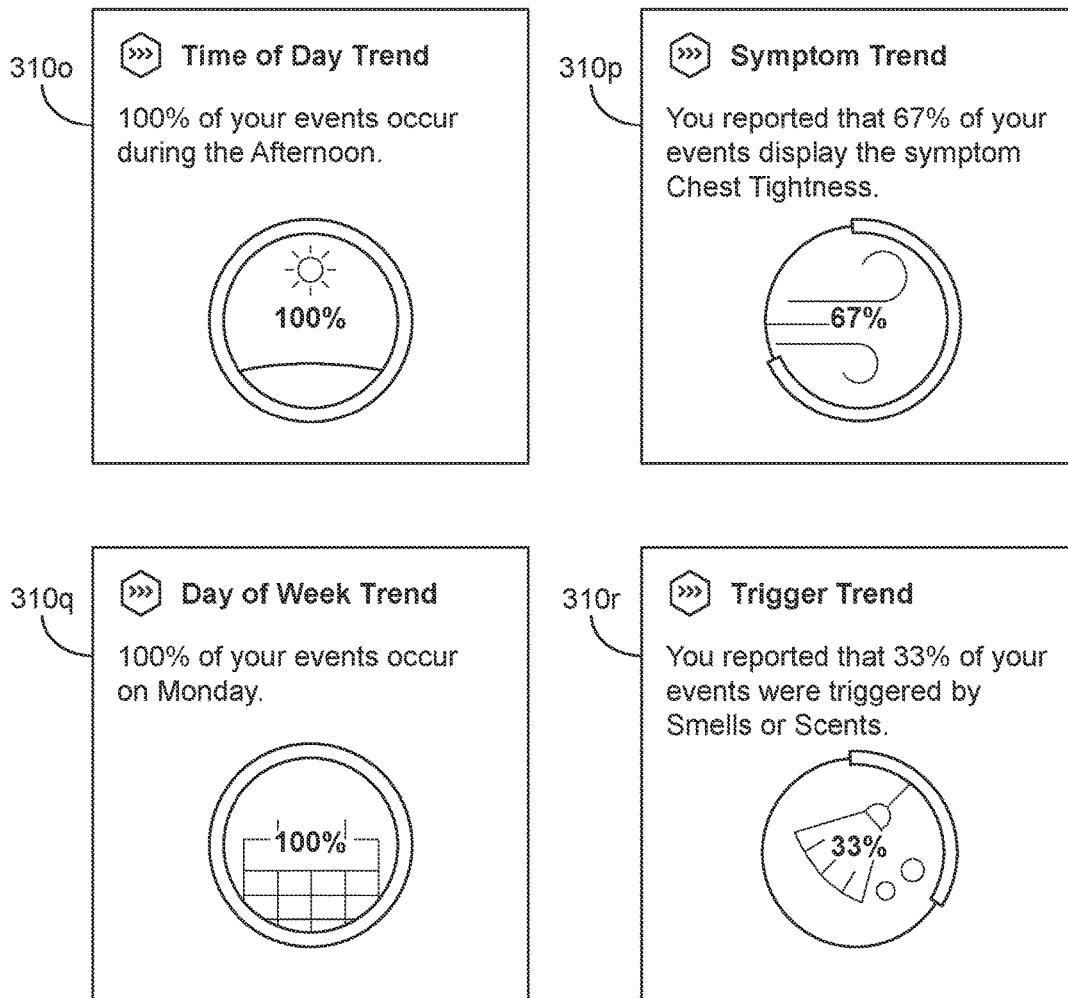 310o
Time of Day Trend
100% of your events occur
during the Afternoon.
100%
310p
Symptom Trend
You reported that 67% of your
events display the symptom
Chest Tightness.
67%
310q
Day of Week Trend
100% of your events occur
on Monday.
100%
310r
Trigger Trend
You reported that 33% of your
events were triggered by
Smells or Scents.
33%